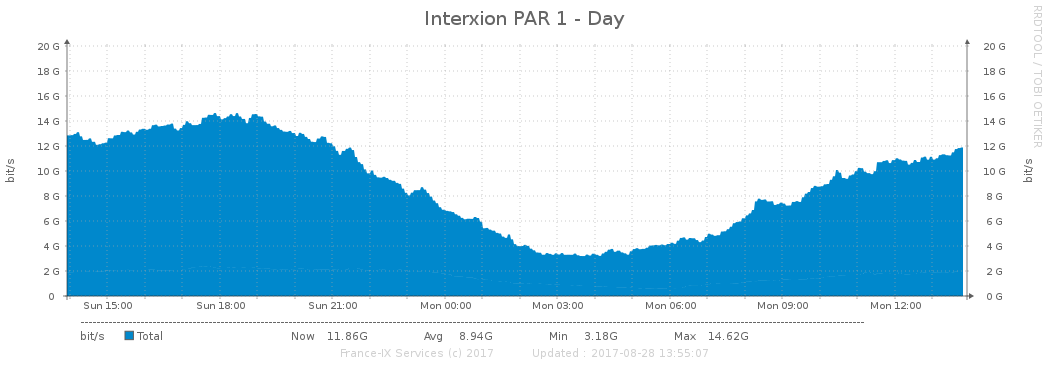 Interxion PAR 1 - Day
RRDTOOL / TOBI OETIKER
bit/s
20 G 20 G
18 G 18 G
16 G 16 G
14 G 14 G
12 G 12 G
10 G 10 G
8 G 8 G
6 G 6 G
4 G 4 G
2 G 2 G
0 0 G
bit/s
Sun 15:00 Sun 18:00 Sun 21:00 Mon 00:00 Mon 03:00 Mon 06:00 Mon 09:00 Mon 12:00
bit/s Total Now 11.86G Avg 8.94G Min 3.18G Max 14.62G
France-IX Services (c) 2017 Updated : 2017-08-28 13:55:07